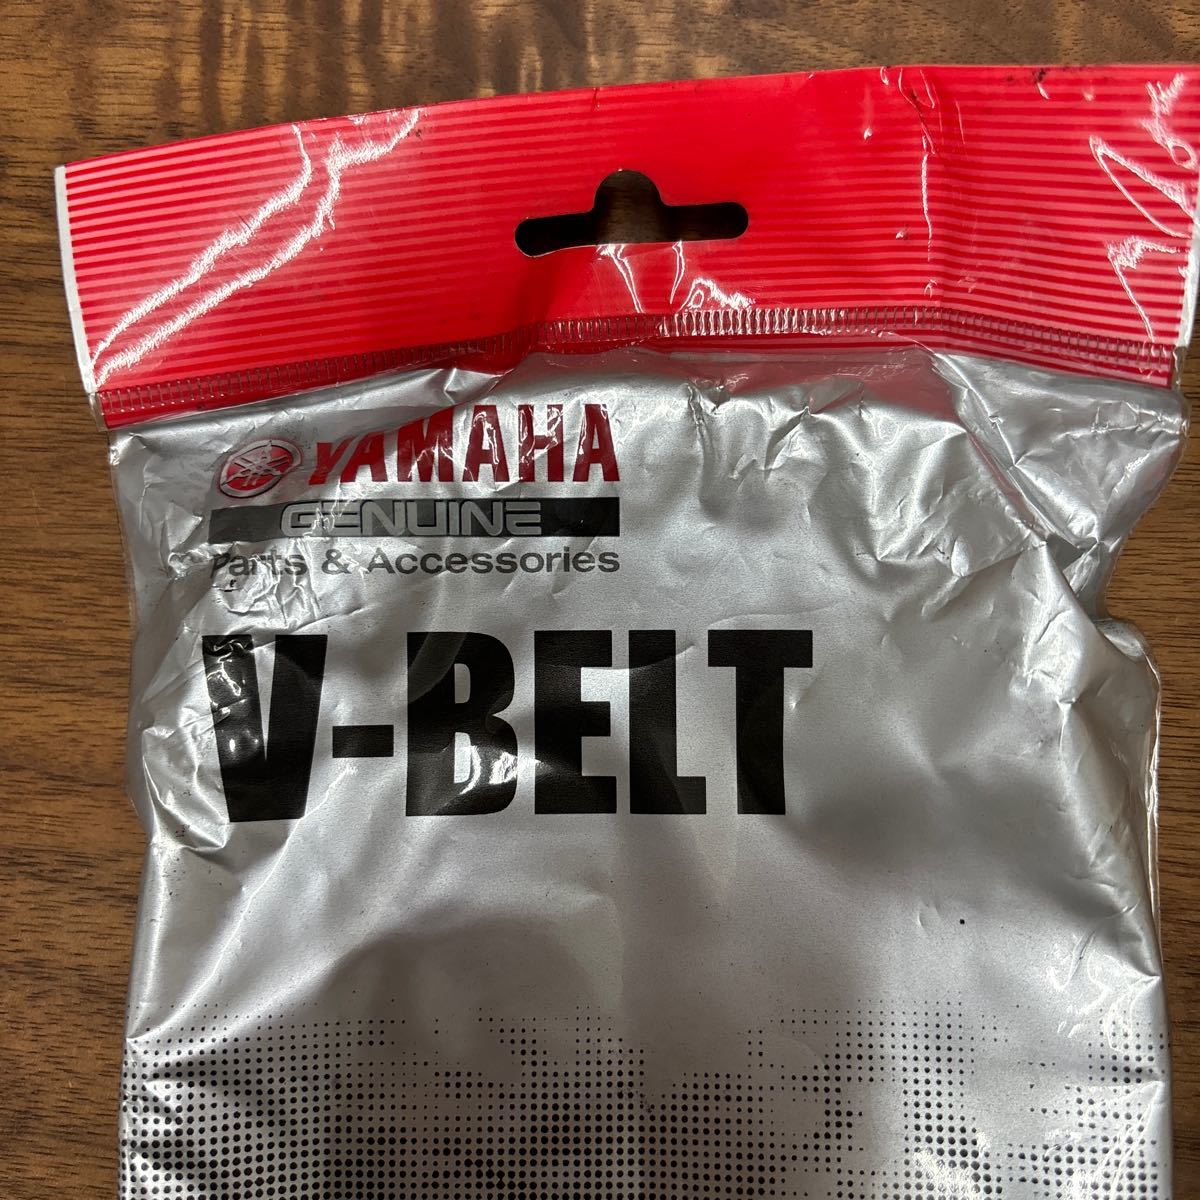 YAMAHA
GENUINE
Parts & Accessories
V-BELT